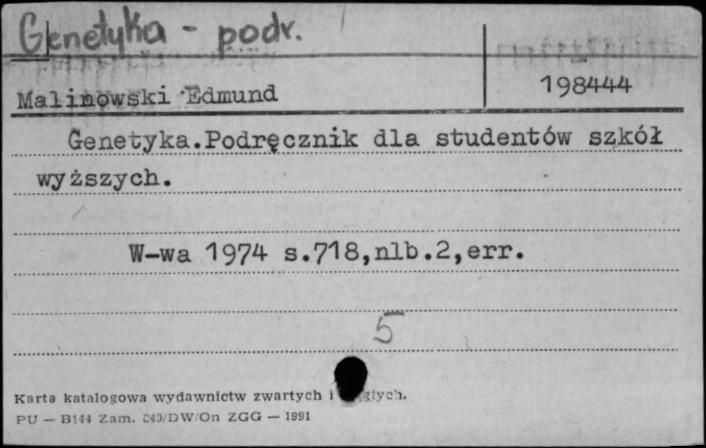 Genetyka - podr.
198444
Malinowski Edmund
Genetyka.Podręcznik dla studentów szkół
wyższych.
W-wa 1974 s.718,nlb.2,err.
5
Karta katalogowa wydawnictw zwartych i
PU — B144 Zam. /DW/On ZGG — 1991